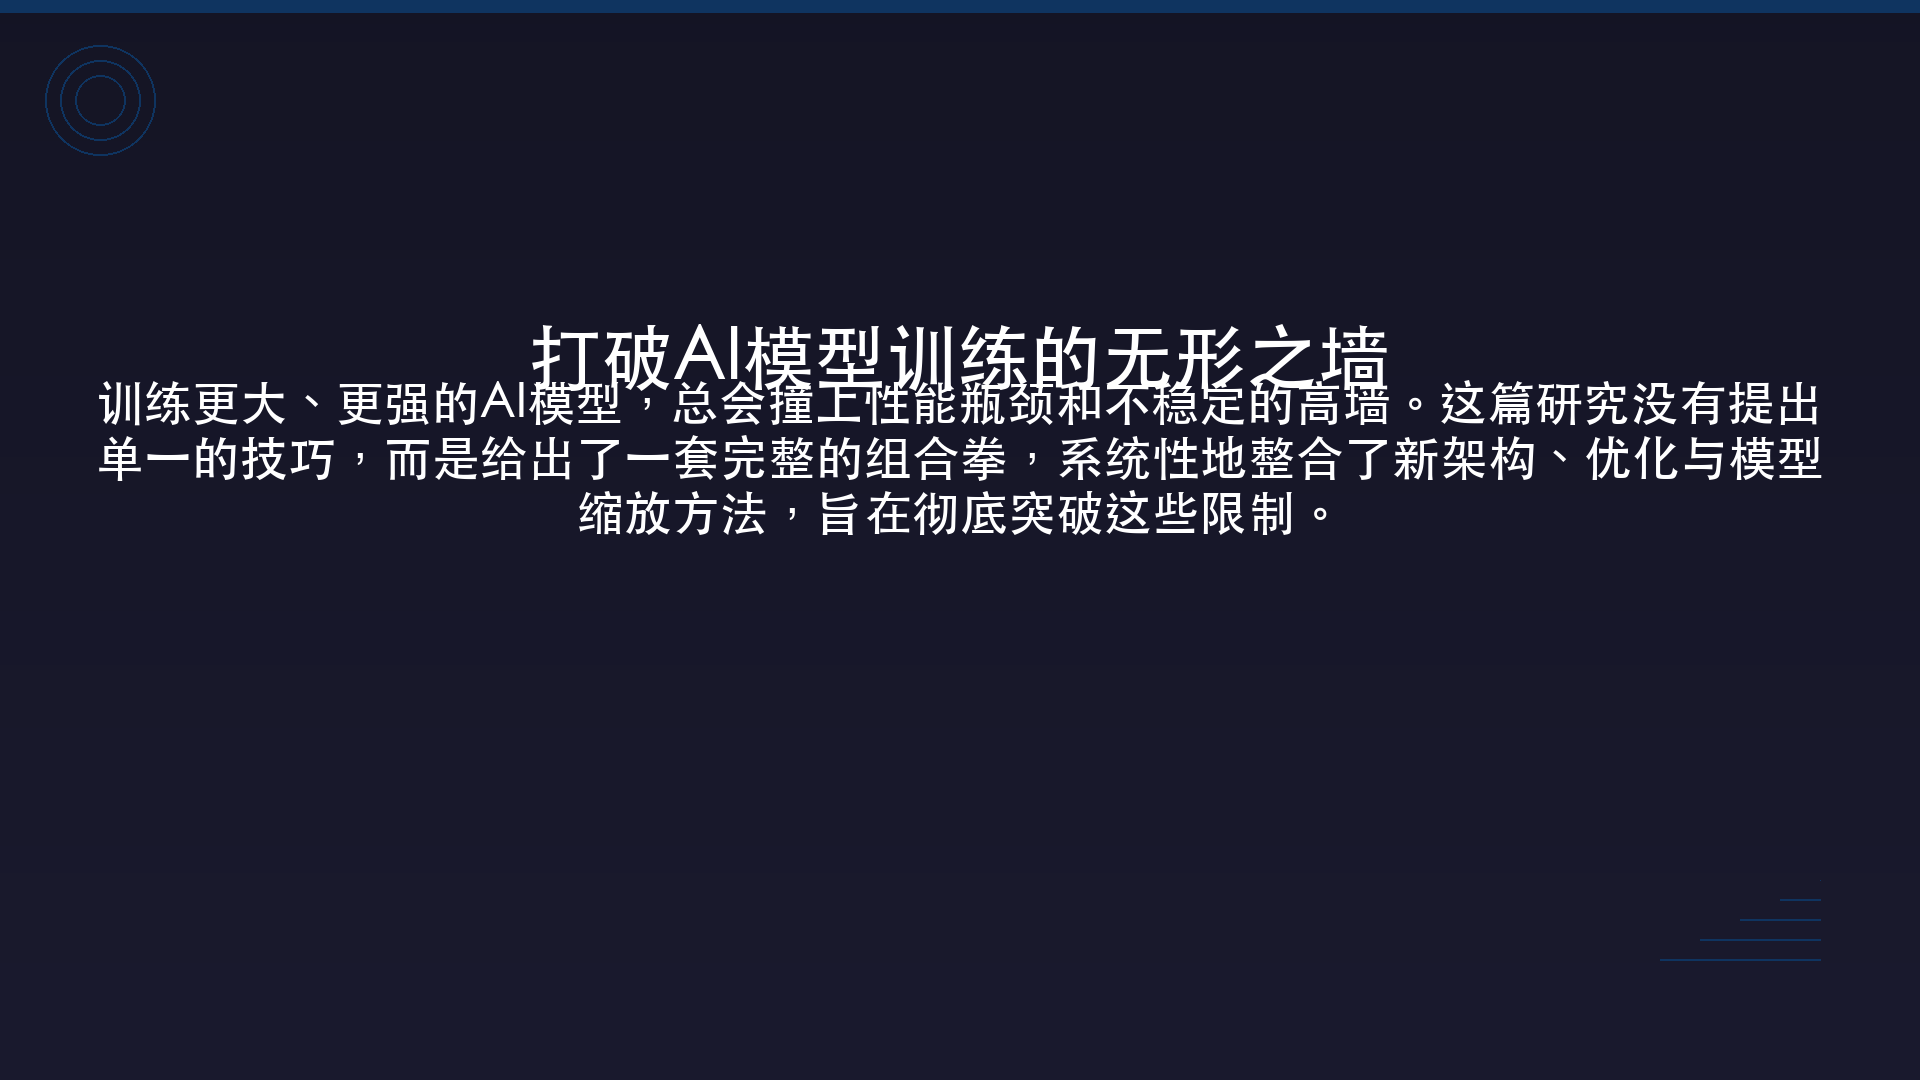 打破AI模型训练的无形之墙
训练更大、更强的AI模型，总会撞上性能瓶颈和不稳定的高墙。这篇研究没有提出
单一的技巧，而是给出了一套完整的组合拳，系统性地整合了新架构、优化与模型
缩放方法，旨在彻底突破这些限制。